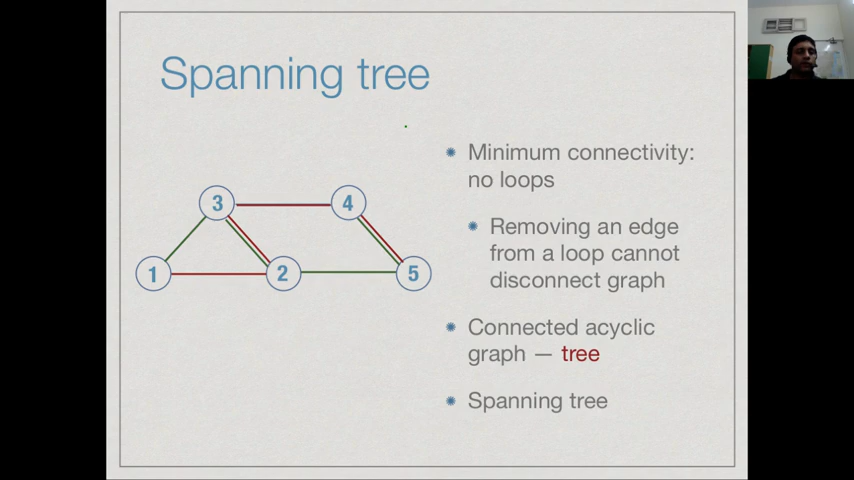 Spanning tree
3 4
1 2 5
Minimum connectivity:
no loops
Removing an edge
from a loop cannot
disconnect graph
Connected acyclic
graph — tree
Spanning tree